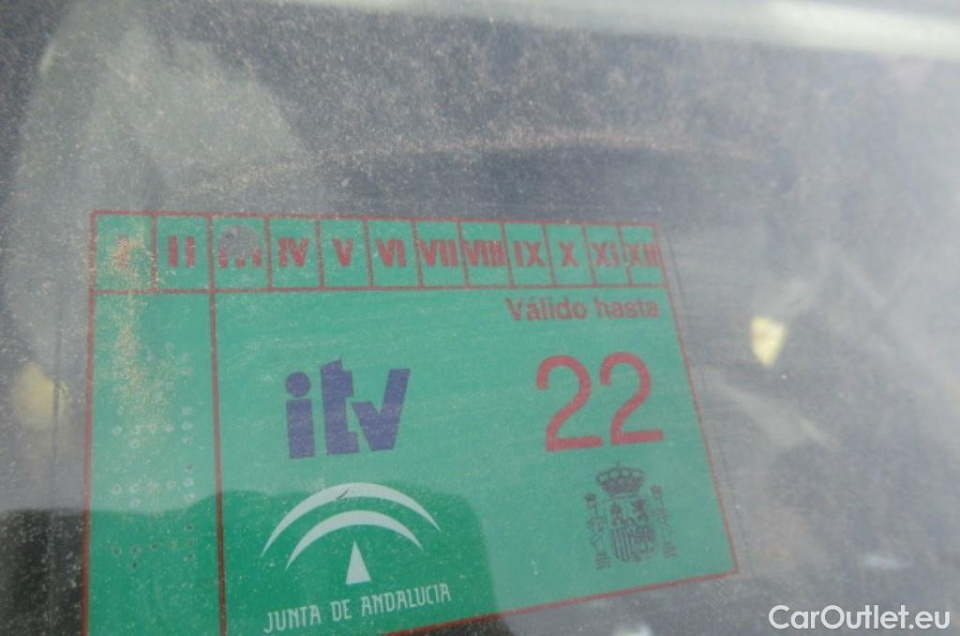 II IV V VI VII VIII IX X XI XII
Válido hasta
itv
22
JUNTA DE ANDALUCIA
CarOutlet.eu